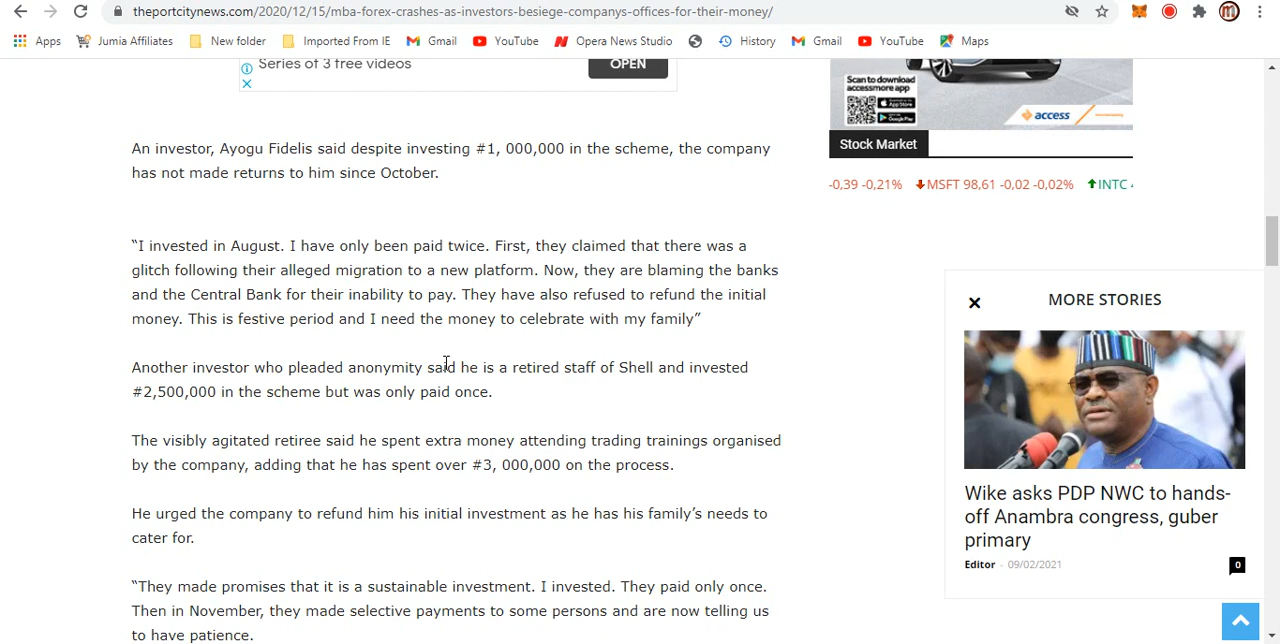 theportcitynews.com/2020/12/15/mba-forex-crashes-as-investors-besiege-companys-offices-for-their-money/
Apps Jumia Affiliates New folder Imported From IE Gmail YouTube Opera News Studio History Gmail YouTube Maps
Series of 3 free videos
OPEN
An investor, Ayogu Fidelis said despite investing #1, 000,000 in the scheme, the company
has not made returns to him since October.
“I invested in August. I have only been paid twice. First, they claimed that there was a
glitch following their alleged migration to a new platform. Now, they are blaming the banks
and the Central Bank for their inability to pay. They have also refused to refund the initial
money. This is festive period and I need the money to celebrate with my family”
Another investor who pleaded anonymity said he is a retired staff of Shell and invested
#2,500,000 in the scheme but was only paid once.
The visibly agitated retiree said he spent extra money attending trading trainings organised
by the company, adding that he has spent over #3, 000,000 on the process.
He urged the company to refund him his initial investment as he has his family’s needs to
cater for.
“They made promises that it is a sustainable investment. I invested. They paid only once.
Then in November, they made selective payments to some persons and are now telling us
to have patience.
Scan to download
accessmore app
App Store
Google Play
access
Stock Market
-0,39 -0,21% MSFT 98,61 -0,02 -0,02% INTC
MORE STORIES
Wike asks PDP NWC to hands-
off Anambra congress, guber
primary
Editor - 09/02/2021
0